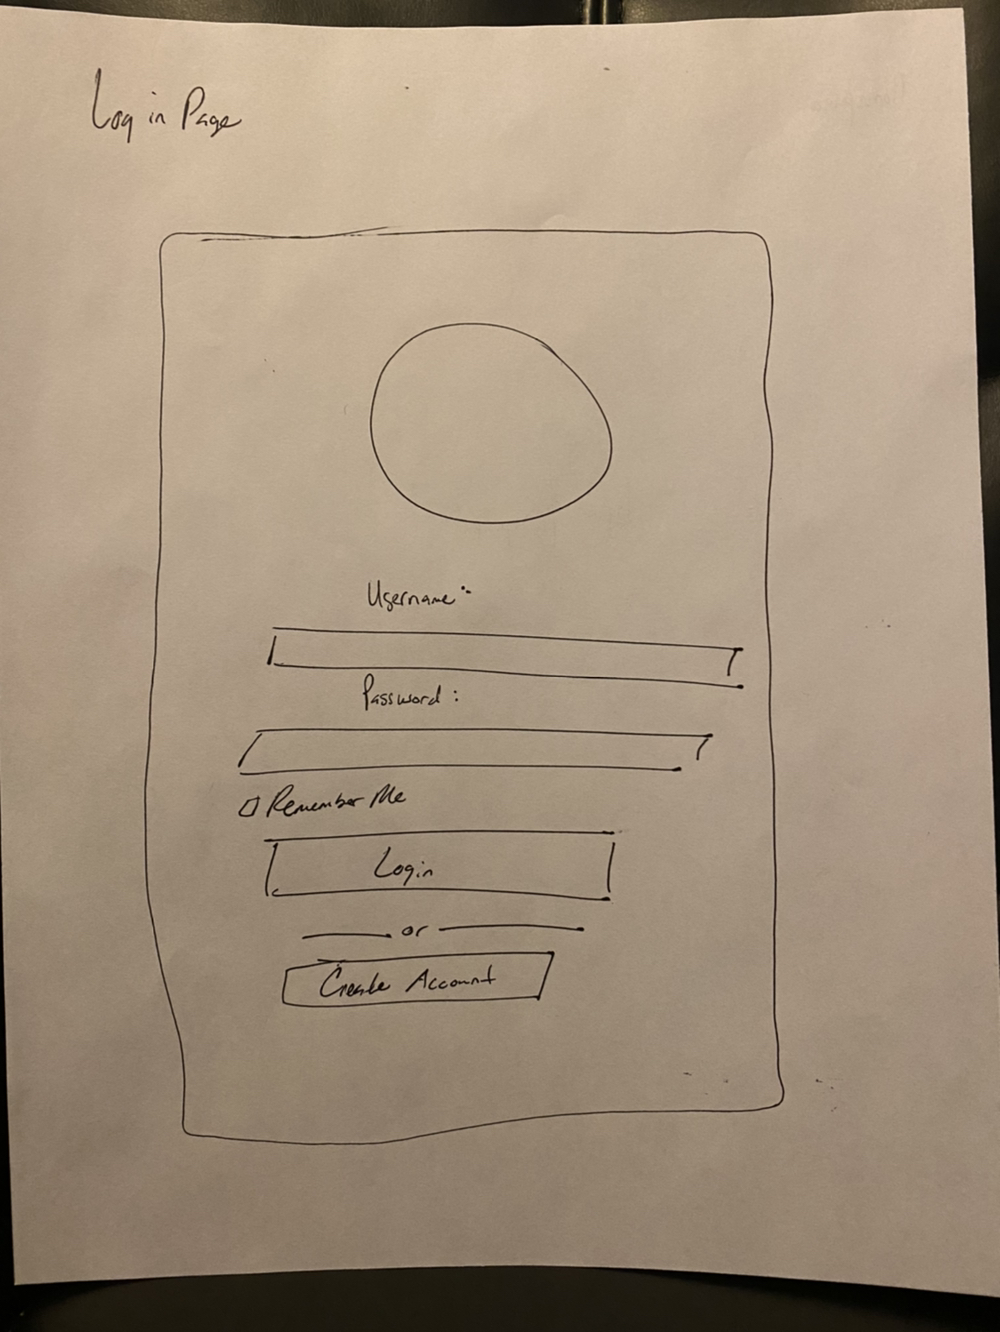 Log in Page
Username:
Password:
Remember Me
Login
or
Create Account